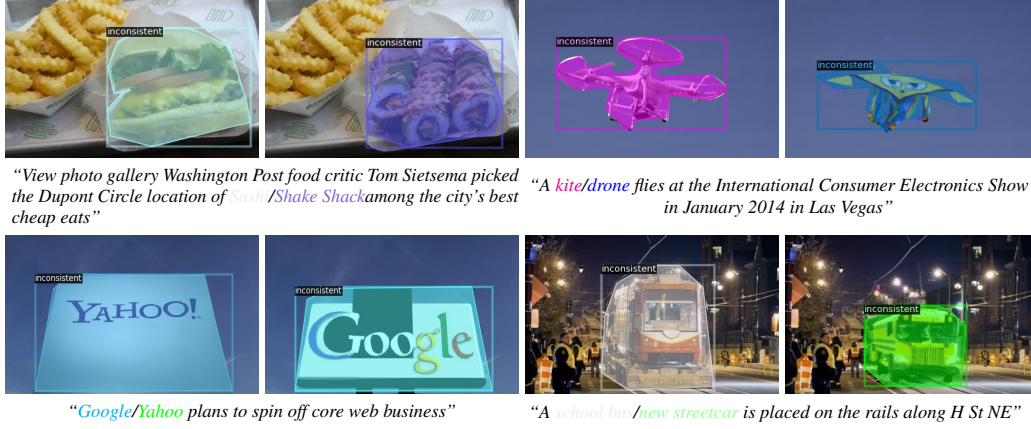 inconsistent
inconsistent
inconsistent
inconsistent
“View photo gallery Washington Post food critic Tom Sietsema picked
the Dupont Circle location of Sushi/Shake Shackamong the city’s best
cheap eats”
“A kite/drone flies at the International Consumer Electronics Show
in January 2014 in Las Vegas”
inconsistent
YAHOO!
inconsistent
Google
inconsistent
inconsistent
“Google/Yahoo plans to spin off core web business”
“A school bus/new streetcar is placed on the rails along H St NE”